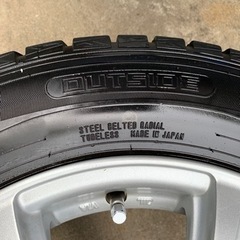 OUTSIDE
STEEL BELTED RADIAL
TUBELESS MADE IN JAPAN